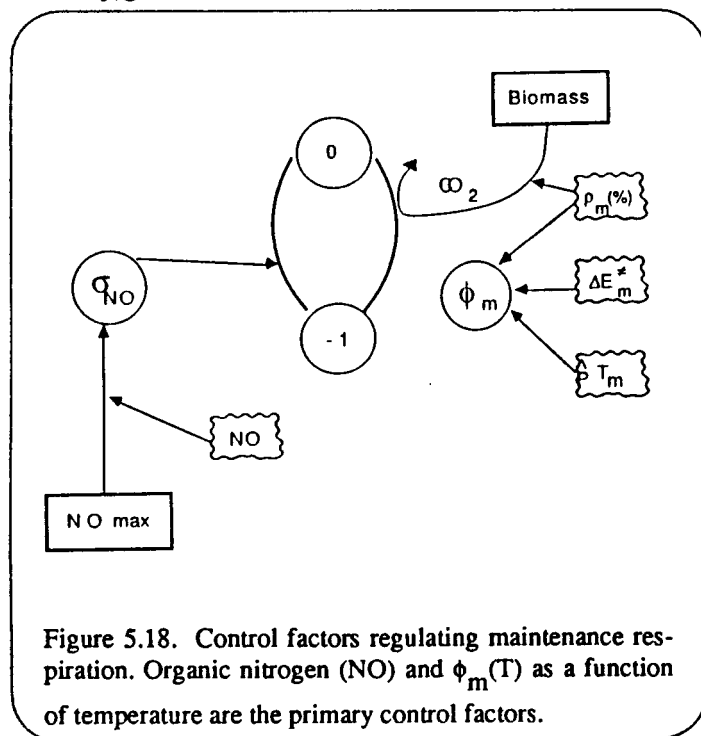 Biomass
0
CO2
ρm(%)
σNO
ϕm
ΔE≠m
- 1
P̂ Tm
NO
N O max
Figure 5.18. Control factors regulating maintenance res-
piration. Organic nitrogen (NO) and ϕm(T) as a function
of temperature are the primary control factors.